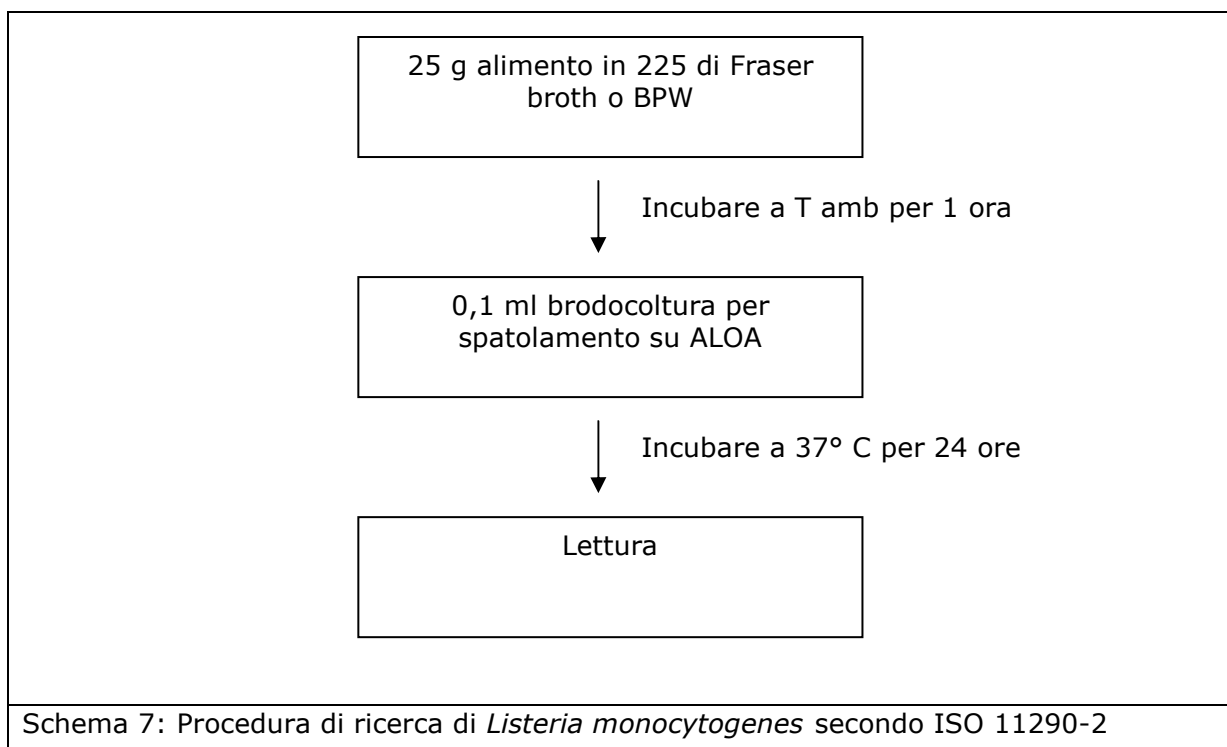 25 g alimento in 225 di Fraser
broth o BPW
Incubare a T amb per 1 ora
0,1 ml brodocoltura per
spatolamento su ALOA
Incubare a 37° C per 24 ore
Lettura
Schema 7: Procedura di ricerca di Listeria monocytogenes secondo ISO 11290-2